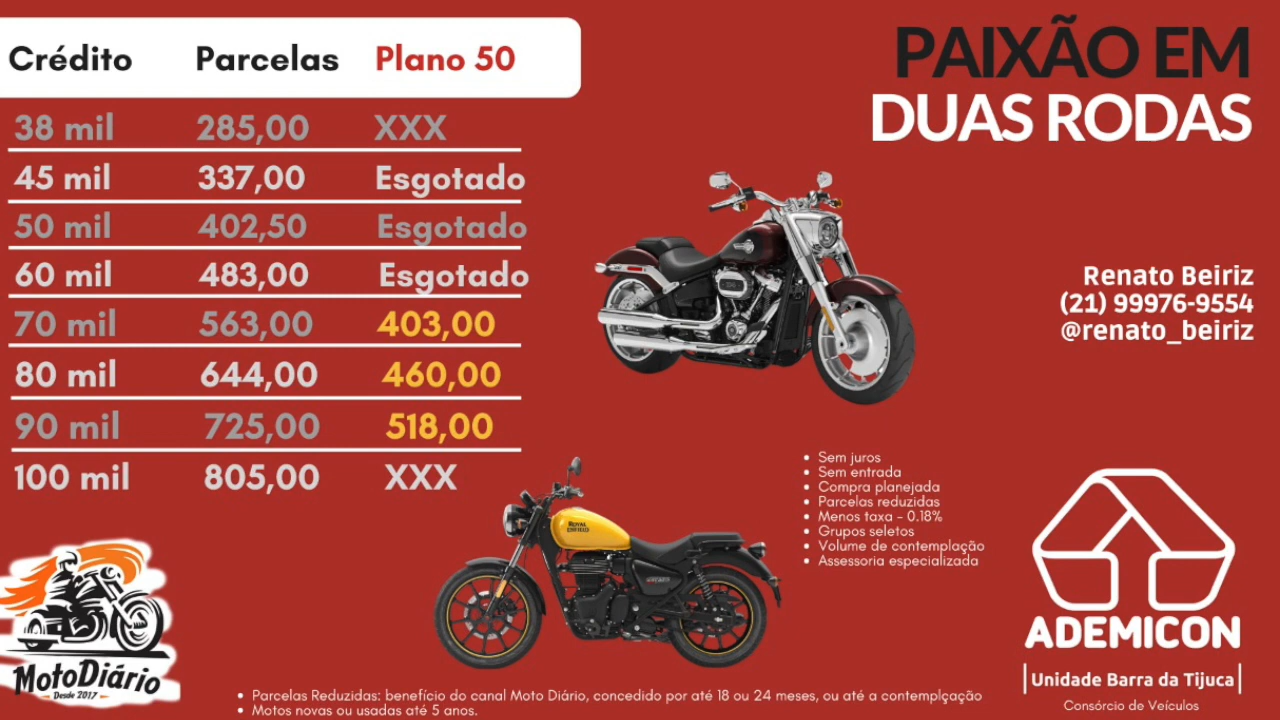 Crédito Parcelas Plano 50
38 mil 285,00 XXX
45 mil 337,00 Esgotado
50 mil 402,50 Esgotado
60 mil 483,00 Esgotado
70 mil 563,00 403,00
80 mil 644,00 460,00
90 mil 725,00 518,00
100 mil 805,00 XXX
PAIXÃO EM
DUAS RODAS
Renato Beiriz
(21) 99976-9554
@renato_beiriz
• Sem juros
• Sem entrada
• Compra planejada
• Parcelas reduzidas
• Menos taxa - 0.18%
• Grupos seletos
• Volume de contemplação
• Assessoria especializada
ROYAL
ENFIELD
ADEMICON
Unidade Barra da Tijuca
Consórcio de Veículos
MotoDiário
Desde 2017
• Parcelas Reduzidas: benefício do canal Moto Diário, concedido por até 18 ou 24 meses, ou até a contemplçação
• Motos novas ou usadas até 5 anos.